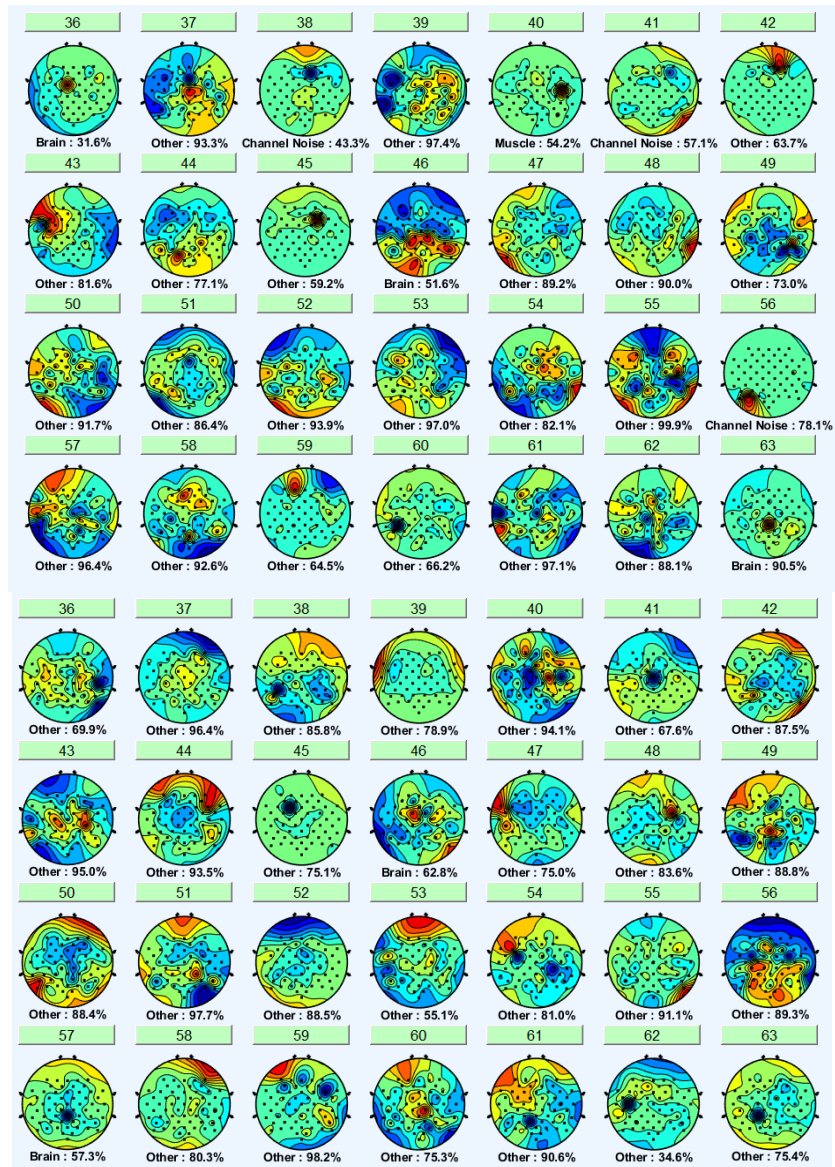 36 37 38 39 40 41 42
Brain : 31.6% Other : 93.3% Channel Noise : 43.3% Other : 97.4% Muscle : 54.2% Channel Noise : 57.1% Other : 63.7%
43 44 45 46 47 48 49
Other : 81.6% Other : 77.1% Other : 59.2% Brain : 51.6% Other : 89.2% Other : 90.0% Other : 73.0%
50 51 52 53 54 55 56
Other : 91.7% Other : 86.4% Other : 93.9% Other : 97.0% Other : 82.1% Other : 99.9% Channel Noise : 78.1%
57 58 59 60 61 62 63
Other : 96.4% Other : 92.6% Other : 64.5% Other : 66.2% Other : 97.1% Other : 88.1% Brain : 90.5%
36 37 38 39 40 41 42
Other : 69.9% Other : 96.4% Other : 85.8% Other : 78.9% Other : 94.1% Other : 67.6% Other : 87.5%
43 44 45 46 47 48 49
Other : 95.0% Other : 93.5% Other : 75.1% Brain : 62.8% Other : 75.0% Other : 83.6% Other : 88.8%
50 51 52 53 54 55 56
Other : 88.4% Other : 97.7% Other : 88.5% Other : 55.1% Other : 81.0% Other : 91.1% Other : 89.3%
57 58 59 60 61 62 63
Brain : 57.3% Other : 80.3% Other : 98.2% Other : 75.3% Other : 90.6% Other : 34.6% Other : 75.4%